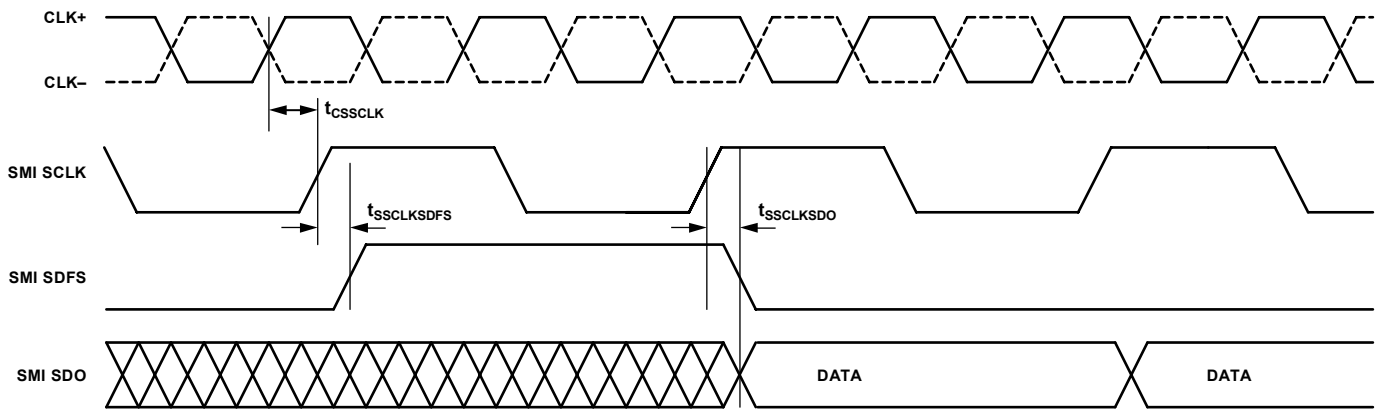 CLK+
CLK–
tCSSCLK
SMI SCLK
tSSCLKSDFS
tSSCLKSDO
SMI SDFS
SMI SDO
DATA
DATA